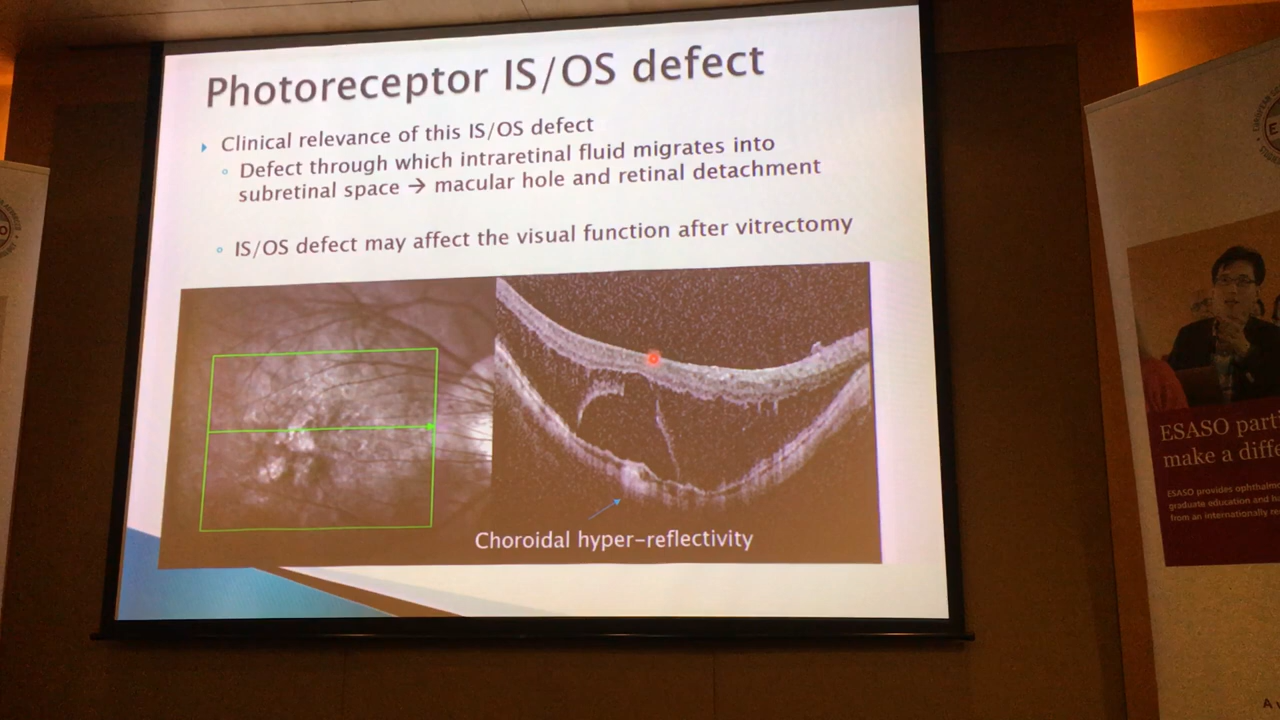 Photoreceptor IS/OS defect
Clinical relevance of this IS/OS defect
Defect through which intraretinal fluid migrates into
subretinal space → macular hole and retinal detachment
IS/OS defect may affect the visual function after vitrectomy
Choroidal hyper-reflectivity
ESASO part
make a diffe
ESASO provides ophthalmo
graduate education and
from an internationally re